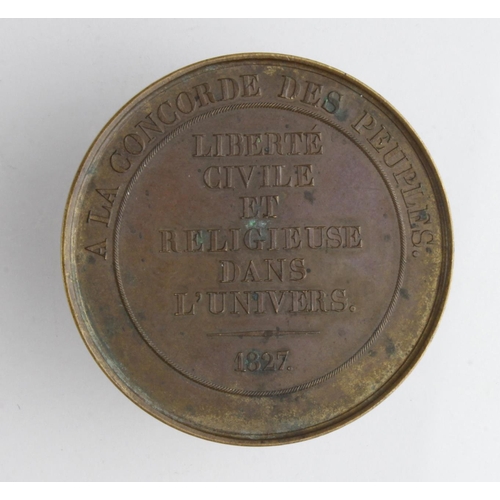 A LA CONCORDE DES PEUPLES.
LIBERTÉ
CIVILE
ET
RELIGIEUSE
DANS
L'UNIVERS.
1827.